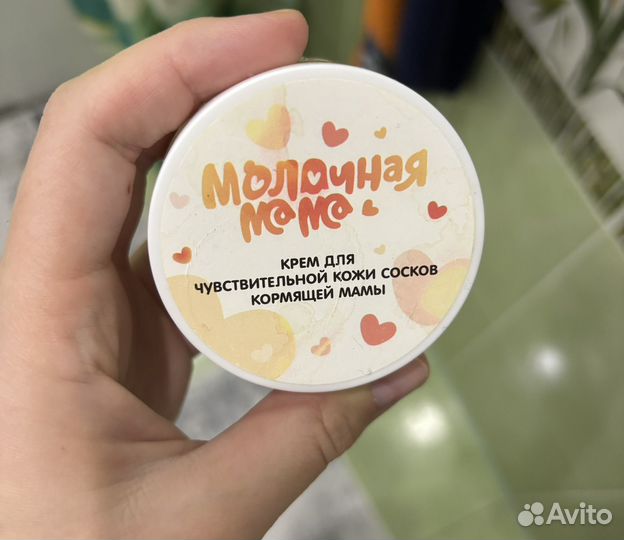 МОЛОЧНАЯ
МАМА
КРЕМ ДЛЯ
ЧУВСТВИТЕЛЬНОЙ КОЖИ СОСКОВ
КОРМЯЩЕЙ МАМЫ
Avito